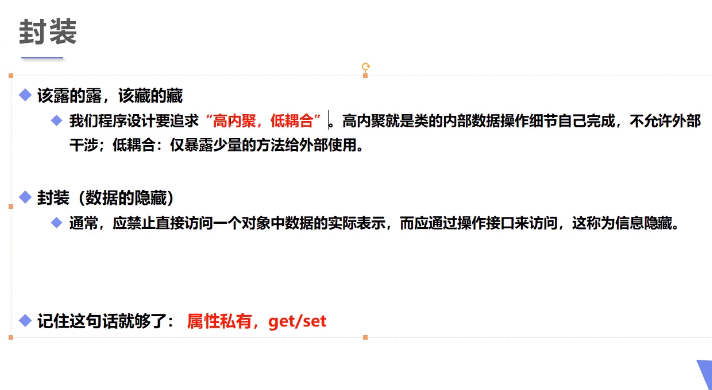 封装
该露的露，该藏的藏
我们程序设计要追求“高内聚，低耦合”。高内聚就是类的内部数据操作细节自己完成，不允许外部
干涉；低耦合：仅暴露少量的方法给外部使用。
封装（数据的隐藏）
通常，应禁止直接访问一个对象中数据的实际表示，而应通过操作接口来访问，这称为信息隐藏。
记住这句话就够了：属性私有，get/set